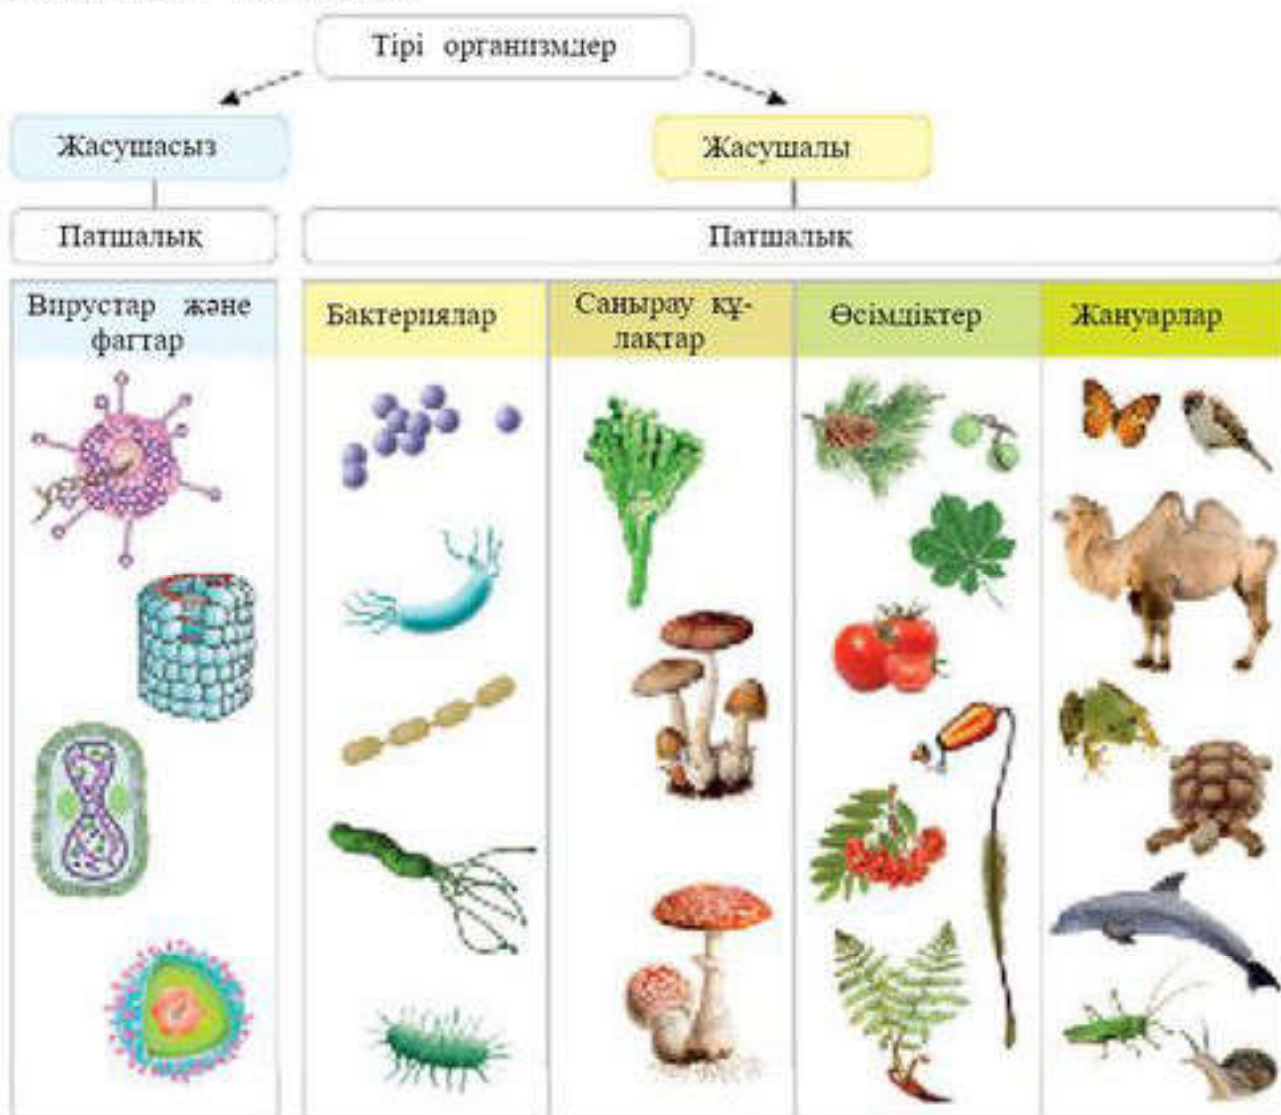 Тірі организмдер
Жасушасыз
Жасушалы
Патшалық
Патшалық
Вирустар және
фагтар
Бактериялар
Саңырау құ-
лақтар
Өсімдіктер
Жануарлар